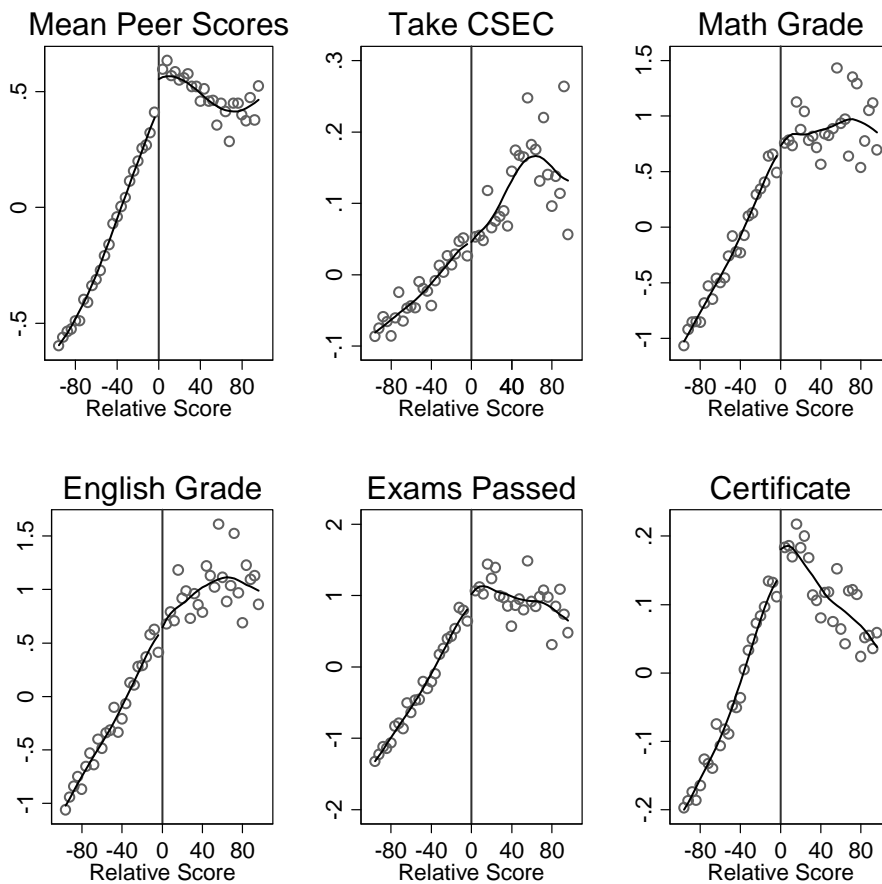 Mean Peer Scores
.5
0
-.5
-80 -40 0 40 80
Relative Score
Take CSEC
.3
.2
.1
0
-.1
-80 -40 0 40 80
Relative Score
Math Grade
1.5
1
.5
0
-.5
-1
-80 -40 0 40 80
Relative Score
English Grade
1.5
1
.5
0
-.5
-1
-80 -40 0 40 80
Relative Score
Exams Passed
2
1
0
-1
-2
-80 -40 0 40 80
Relative Score
Certificate
.2
.1
0
-.1
-.2
-80 -40 0 40 80
Relative Score